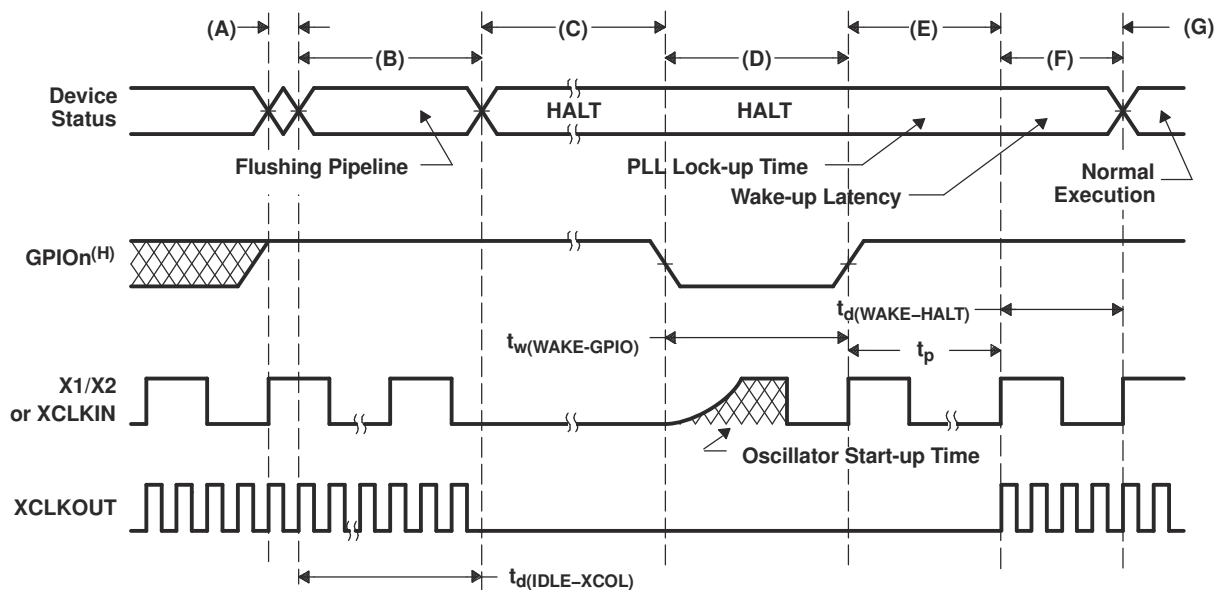 (A)
(C)
(E)
(G)
(B)
(D)
(F)
Device
Status
HALT
HALT
Flushing Pipeline
PLL Lock-up Time
Wake-up Latency
Normal
Execution
GPIOn(H)
td(WAKE−HALT)
tw(WAKE-GPIO)
tp
X1/X2
or XCLKIN
Oscillator Start-up Time
XCLKOUT
td(IDLE−XCOL)